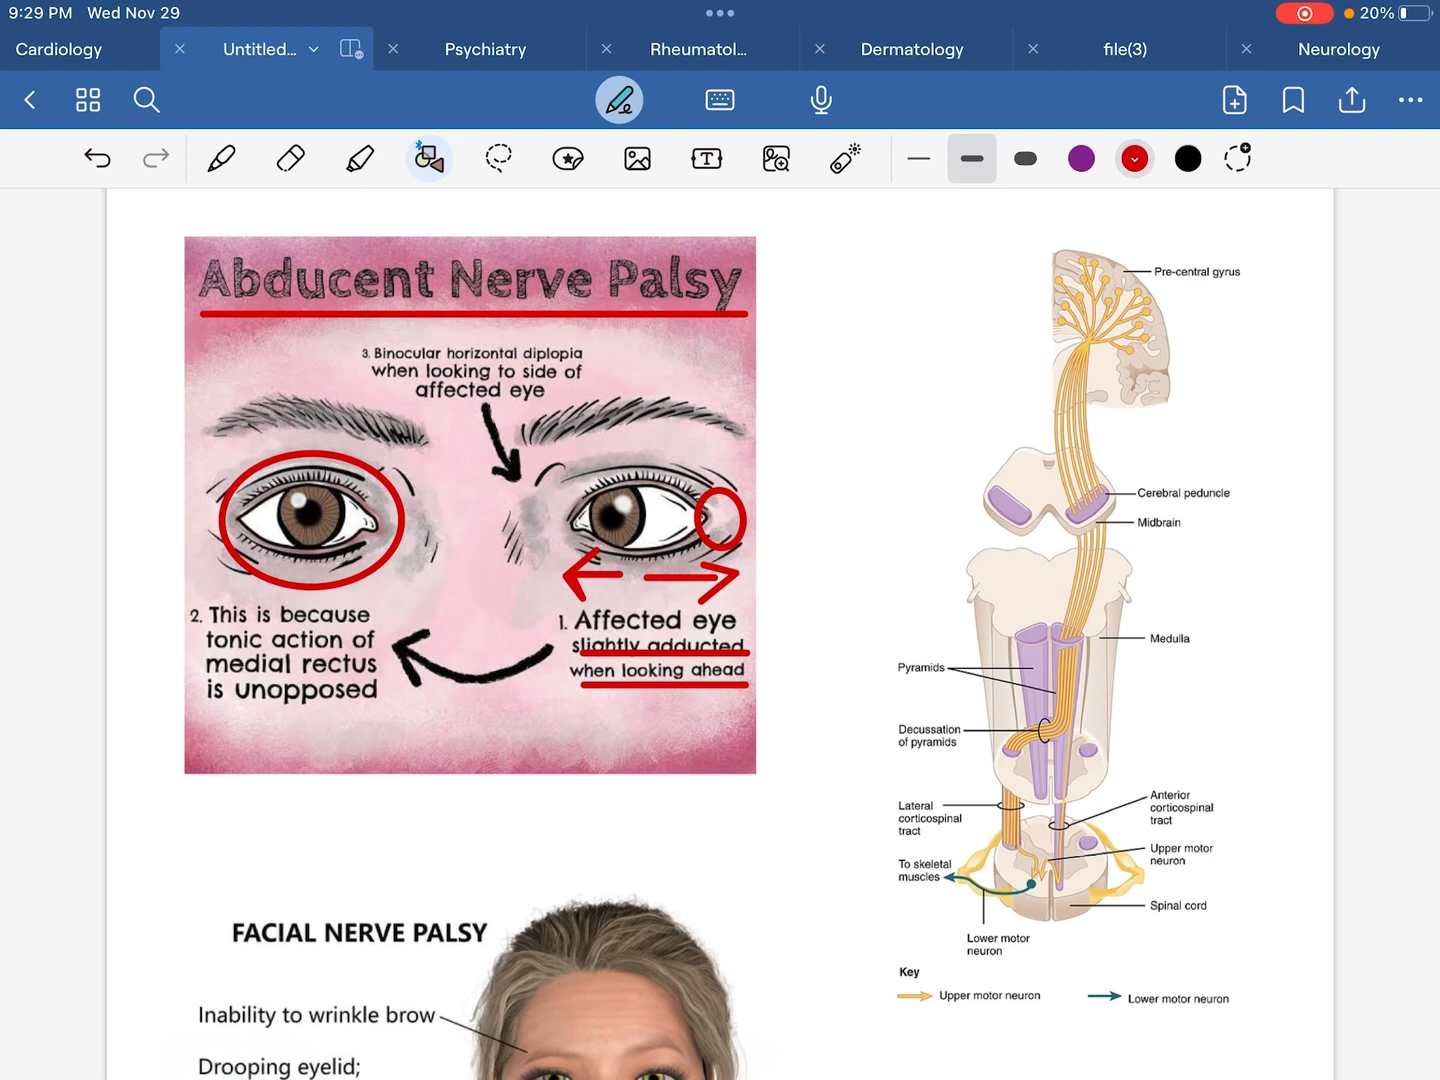 9:29 PM Wed Nov 29
20%
Cardiology
Untitled...
Psychiatry
Rheumatol...
Dermatology
file(3)
Neurology
Abducent Nerve Palsy
3. Binocular horizontal diplopia
when looking to side of
affected eye
2. This is because
tonic action of
medial rectus
is unopposed
1. Affected eye
slightly adducted
when looking ahead
Pre-central gyrus
Cerebral peduncle
Midbrain
Medulla
Pyramids
Decussation
of pyramids
Lateral
corticospinal
tract
Anterior
corticospinal
tract
To skeletal
muscles
Upper motor
neuron
Spinal cord
Lower motor
neuron
Key
Upper motor neuron
Lower motor neuron
FACIAL NERVE PALSY
Inability to wrinkle brow
Drooping eyelid;